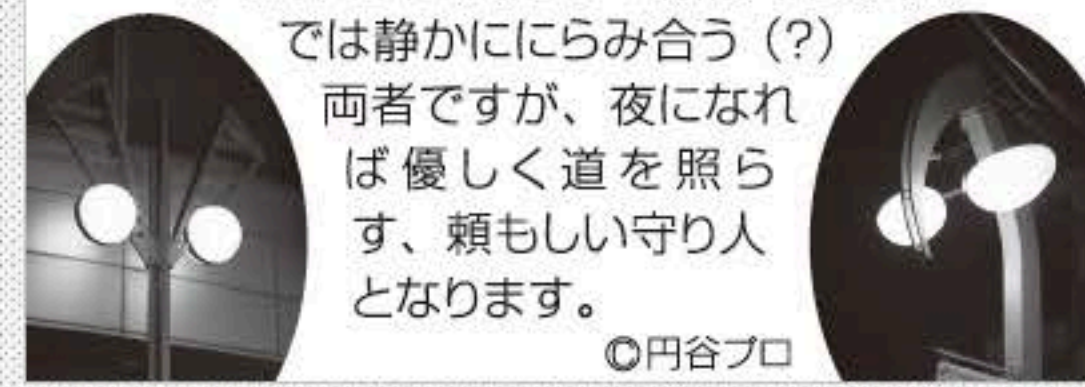 では静かににらみ合う（？）
両者ですが、夜になれ
ば優しく道を照ら
す、頼もしい守り人
となります。
©円谷プロ